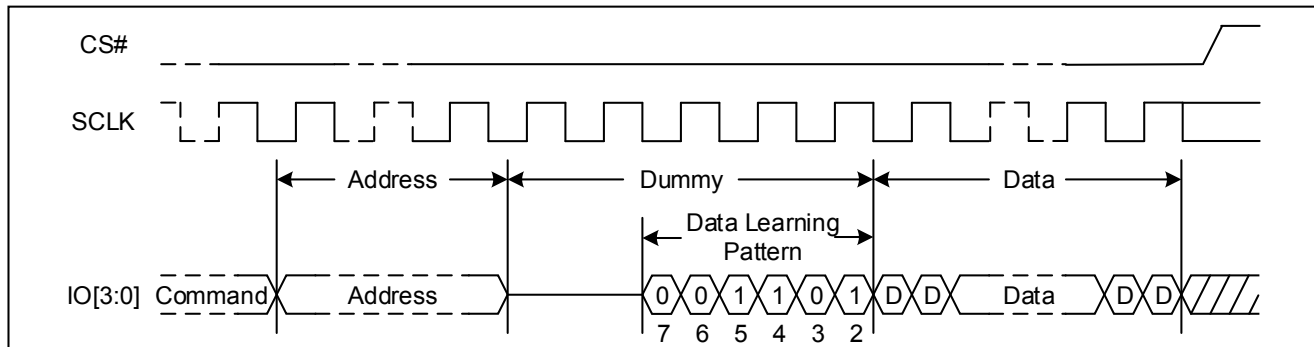 CS#
SCLK
Address Dummy Data
Data Learning
Pattern
IO[3:0] Command Address 0 0 1 1 0 1 D D Data D D
7 6 5 4 3 2